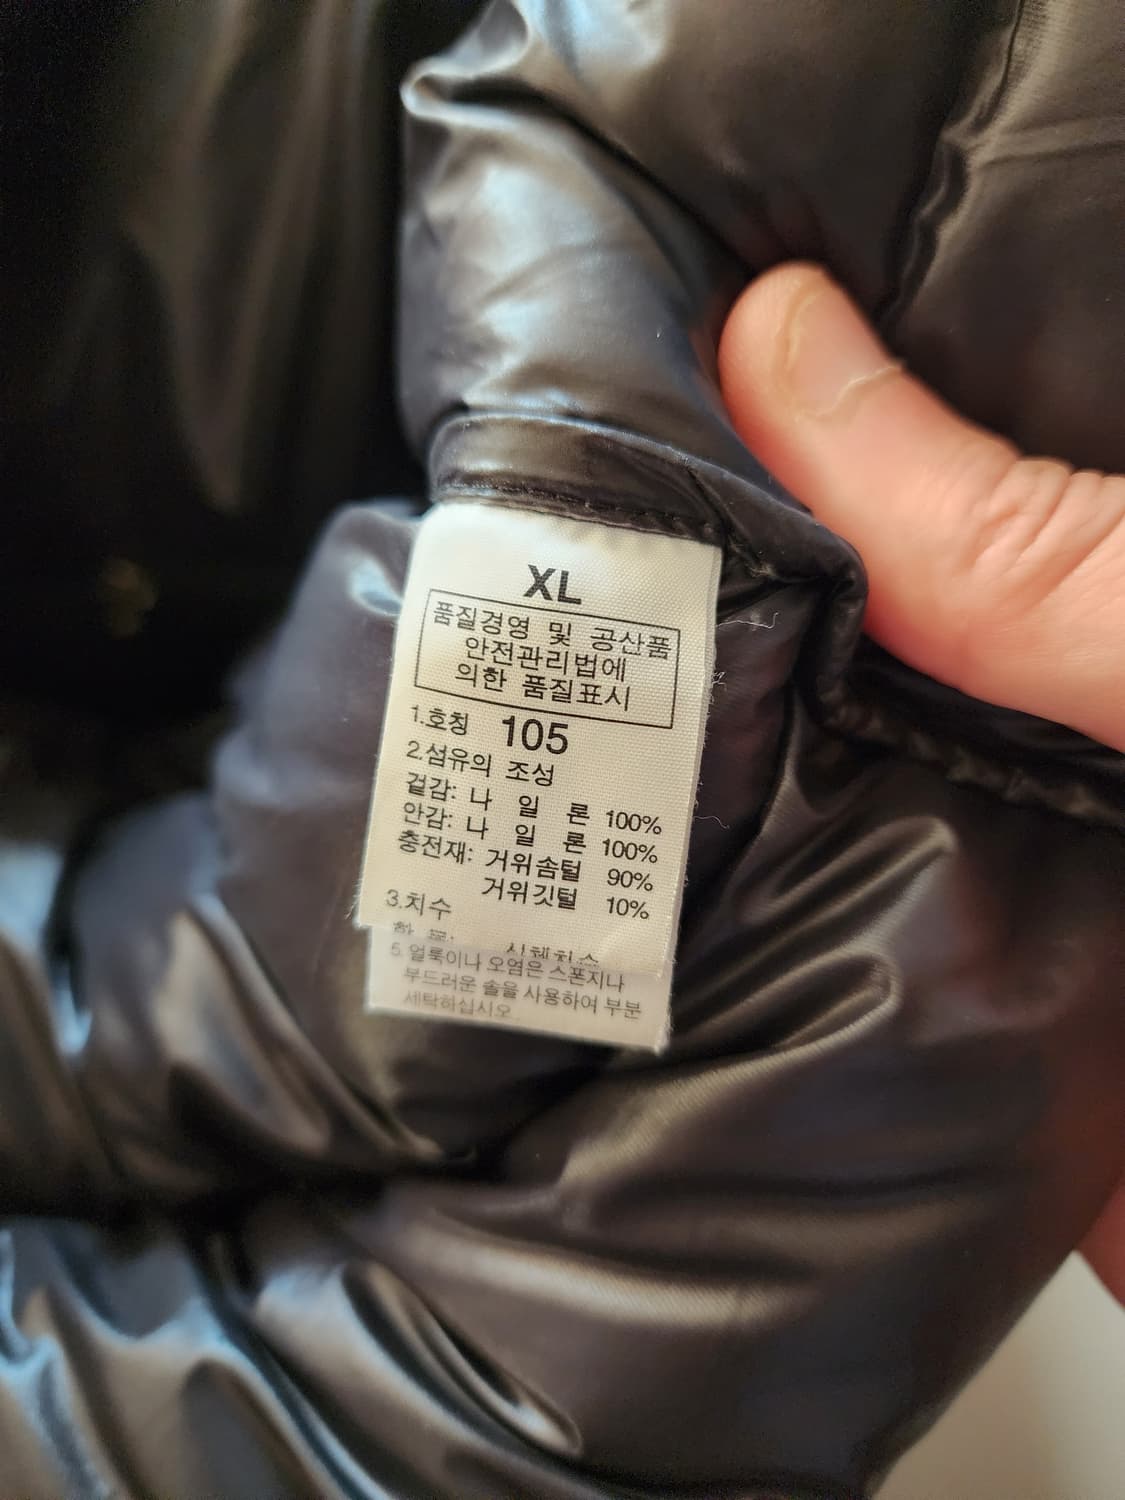 XL
품질경영 및 공산품
안전관리법에
의한 품질표시
1.호칭 105
2.섬유의 조성
겉감: 나 일 론 100%
안감: 나 일 론 100%
충전재: 거위솜털 90%
거위깃털 10%
3.치수
신체치수
5. 얼룩이나 오염은 스폰지나
부드러운 솔을 사용하여 부분
세탁하십시오